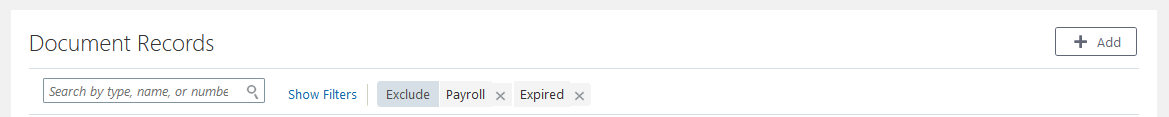 Document Records
+ Add
Search by type, name, or numbe
Show Filters
Exclude Payroll × Expired ×